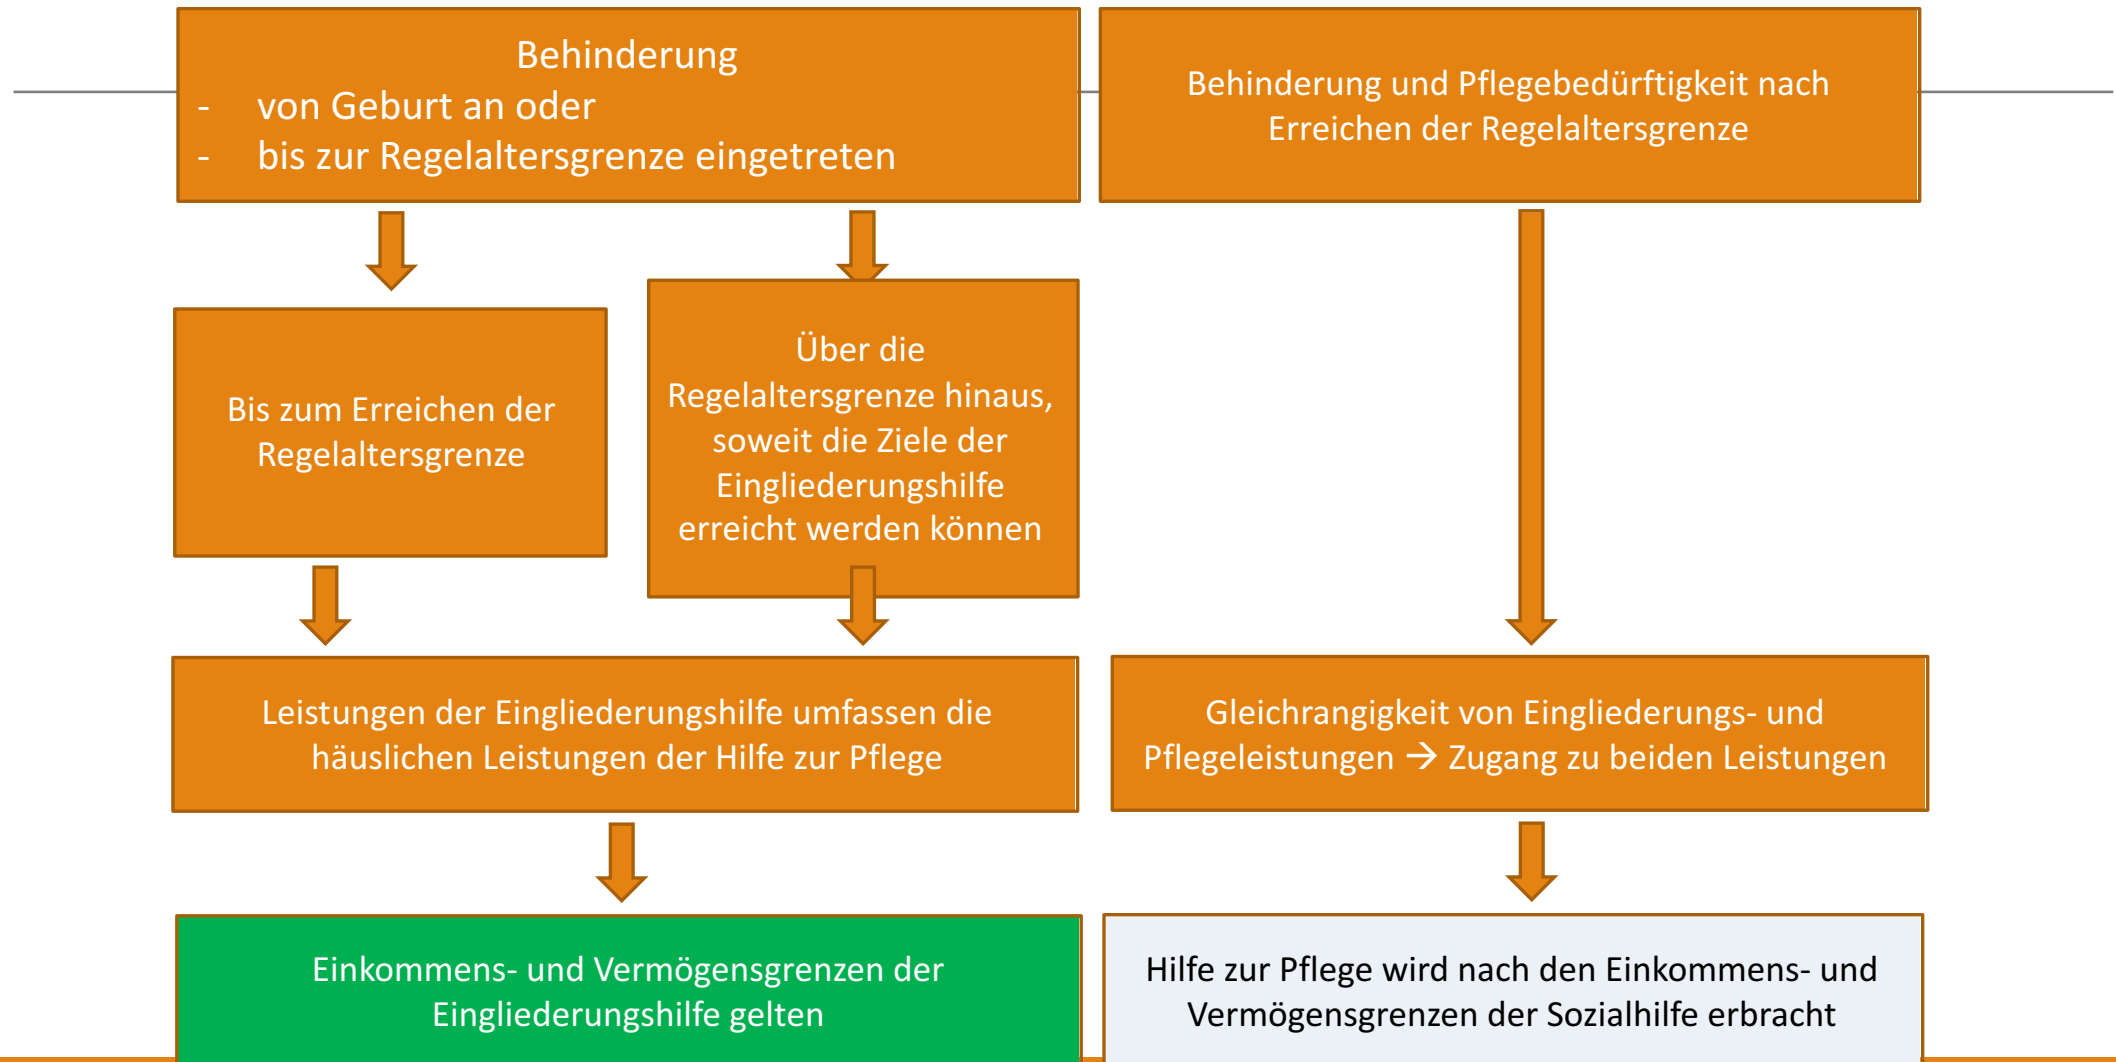 Behinderung
- von Geburt an oder
- bis zur Regelaltersgrenze eingetreten
Behinderung und Pflegebedürftigkeit nach
Erreichen der Regelaltersgrenze
Bis zum Erreichen der
Regelaltersgrenze
Über die
Regelaltersgrenze hinaus,
soweit die Ziele der
Eingliederungshilfe
erreicht werden können
Leistungen der Eingliederungshilfe umfassen die
häuslichen Leistungen der Hilfe zur Pflege
Gleichrangigkeit von Eingliederungs- und
Pflegeleistungen → Zugang zu beiden Leistungen
Einkommens- und Vermögensgrenzen der
Eingliederungshilfe gelten
Hilfe zur Pflege wird nach den Einkommens- und
Vermögensgrenzen der Sozialhilfe erbracht